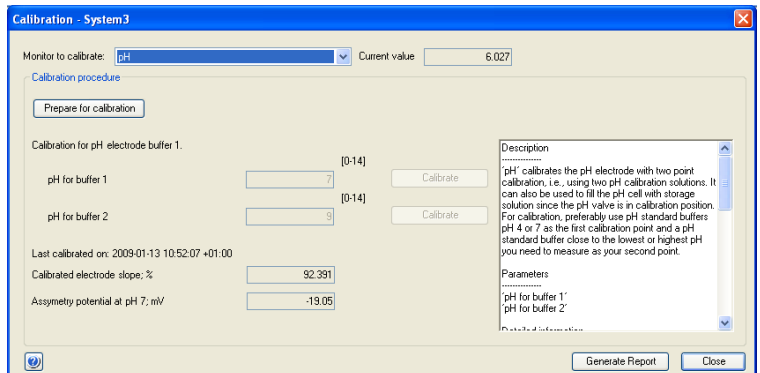 Calibration - System3
Monitor to calibrate: pH Current value 6.027
Calibration procedure
Prepare for calibration
Calibration for pH electrode buffer 1.
[0-14]
pH for buffer 1 7 Calibrate
[0-14]
pH for buffer 2 9 Calibrate
Last calibrated on: 2009-01-13 10:52:07 +01:00
Calibrated electrode slope; % 92.391
Assymetry potential at pH 7; mV -19.05
Description
---------------
´pH´ calibrates the pH electrode with two point
calibration, i.e., using two pH calibration solutions. It
can also be used to fill the pH cell with storage
solution since the pH valve is in calibration position.
For calibration, preferably use pH standard buffers
pH 4 or 7 as the first calibration point and a pH
standard buffer close to the lowest or highest pH
you need to measure as your second point.
Parameters
---------------
´pH for buffer 1´
´pH for buffer 2´
Detailed information
Generate Report Close